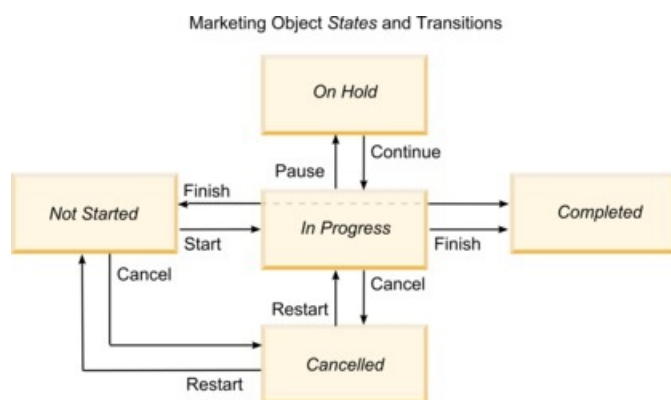 Marketing Object States and Transitions
On Hold
Pause
Continue
Not Started
Finish
Start
In Progress
Finish
Completed
Cancel
Restart
Cancel
Restart
Cancelled